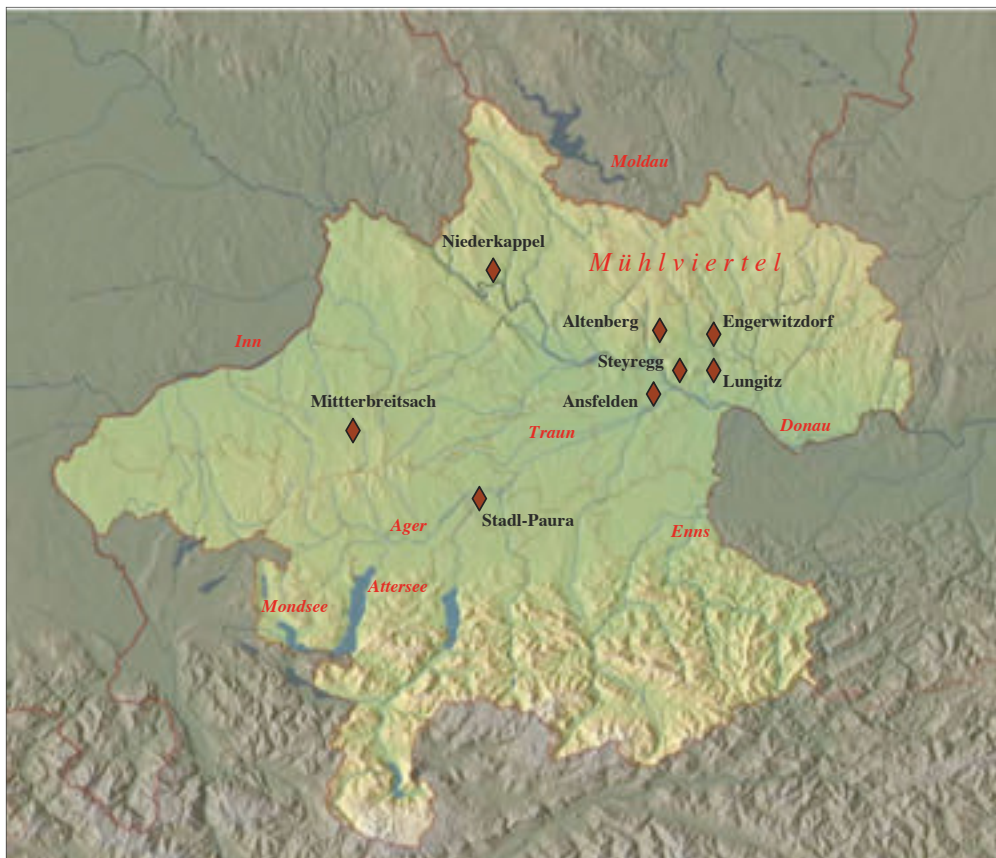 Moldau
Niederkappel
Mühlviertel
Altenberg
Engerwitzdorf
Inn
Steyregg
Lungitz
Mittterbreitsach
Ansfelden
Donau
Traun
Stadl-Paura
Ager
Enns
Attersee
Mondsee